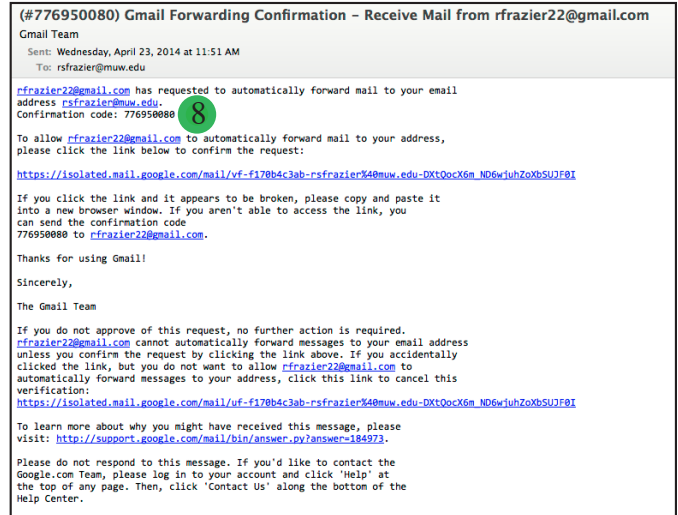 (#776950080) Gmail Forwarding Confirmation – Receive Mail from rfrazier22@gmail.com
Gmail Team
Sent: Wednesday, April 23, 2014 at 11:51 AM
To: rsfrazier@muw.edu
rfrazier22@gmail.com has requested to automatically forward mail to your email
address rsfrazier@muw.edu.
Confirmation code: 776950080 8
To allow rfrazier22@gmail.com to automatically forward mail to your address,
please click the link below to confirm the request:
https://isolated.mail.google.com/mail/vf-f170b4c3ab-rsfrazier%40muw.edu-DXtQocX6m_ND6wjuhZoXbSUJF0I
If you click the link and it appears to be broken, please copy and paste it
into a new browser window. If you aren't able to access the link, you
can send the confirmation code
776950080 to rfrazier22@gmail.com.
Thanks for using Gmail!
Sincerely,
The Gmail Team
If you do not approve of this request, no further action is required.
rfrazier22@gmail.com cannot automatically forward messages to your email address
unless you confirm the request by clicking the link above. If you accidentally
clicked the link, but you do not want to allow rfrazier22@gmail.com to
automatically forward messages to your address, click this link to cancel this
verification:
https://isolated.mail.google.com/mail/uf-f170b4c3ab-rsfrazier%40muw.edu-DXtQocX6m_ND6wjuhZoXbSUJF0I
To learn more about why you might have received this message, please
visit: http://support.google.com/mail/bin/answer.py?answer=184973.
Please do not respond to this message. If you'd like to contact the
Google.com Team, please log in to your account and click 'Help' at
the top of any page. Then, click 'Contact Us' along the bottom of the
Help Center.